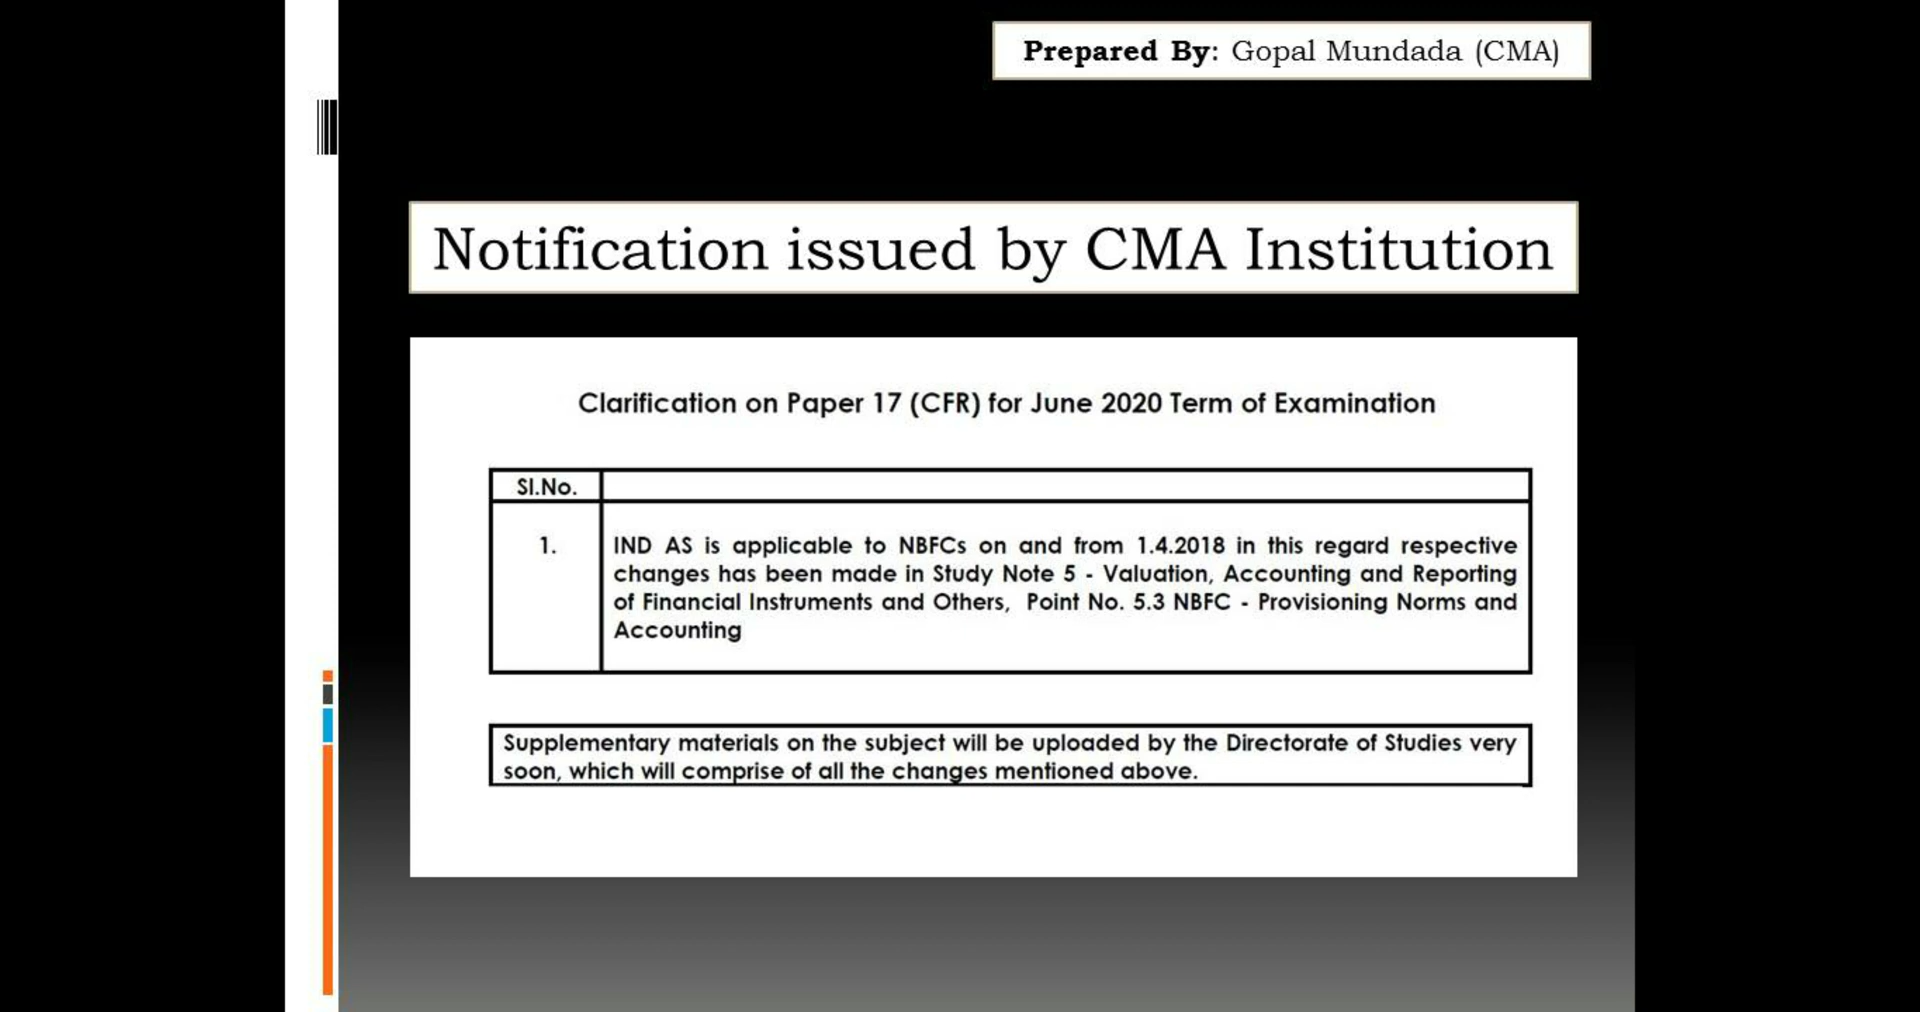 Prepared By: Gopal Mundada (CMA)
Notification issued by CMA Institution
Clarification on Paper 17 (CFR) for June 2020 Term of Examination
Sl.No.
1.
IND AS is applicable to NBFCs on and from 1.4.2018 in this regard respective
changes has been made in Study Note 5 - Valuation, Accounting and Reporting
of Financial Instruments and Others, Point No. 5.3 NBFC - Provisioning Norms and
Accounting
Supplementary materials on the subject will be uploaded by the Directorate of Studies very
soon, which will comprise of all the changes mentioned above.